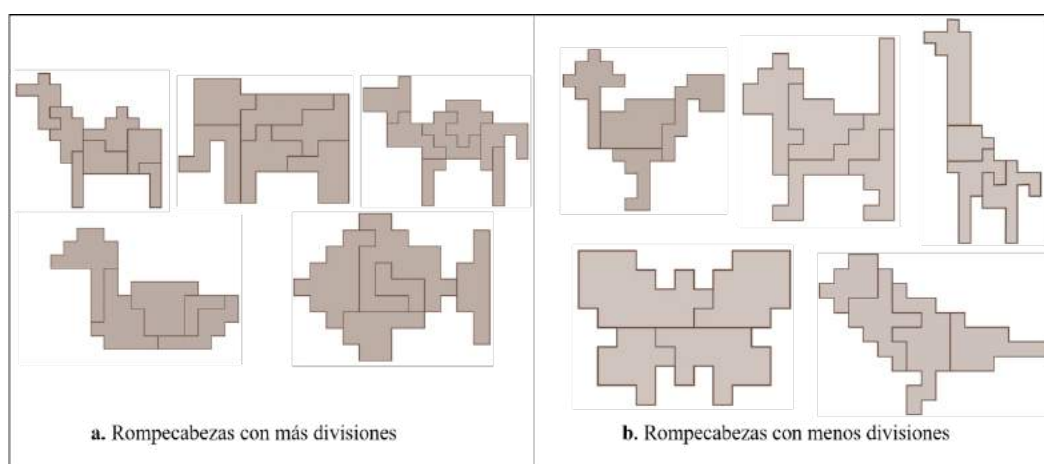 a. Rompecabezas con más divisiones
b. Rompecabezas con menos divisiones